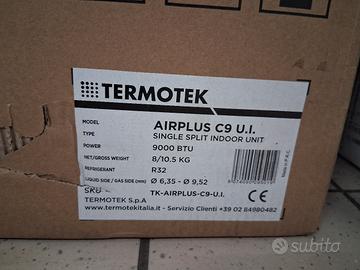 TERMOTEK
MODEL AIRPLUS C9 U.I.
TYPE SINGLE SPLIT INDOOR UNIT
POWER 9000 BTU
NET/GROSS WEIGHT 8/10.5 KG
REFRIGERANT R32
LIQUID SIDE / GAS SIDE (MM) Ø 6,35 – Ø 9,52
SKU TK-AIRPLUS-C9-U.I.
TERMOTEK S.p.A
www.termotekitalia.it - Servizio Clienti +39 02 84980482
Made in P.R.C.
subito